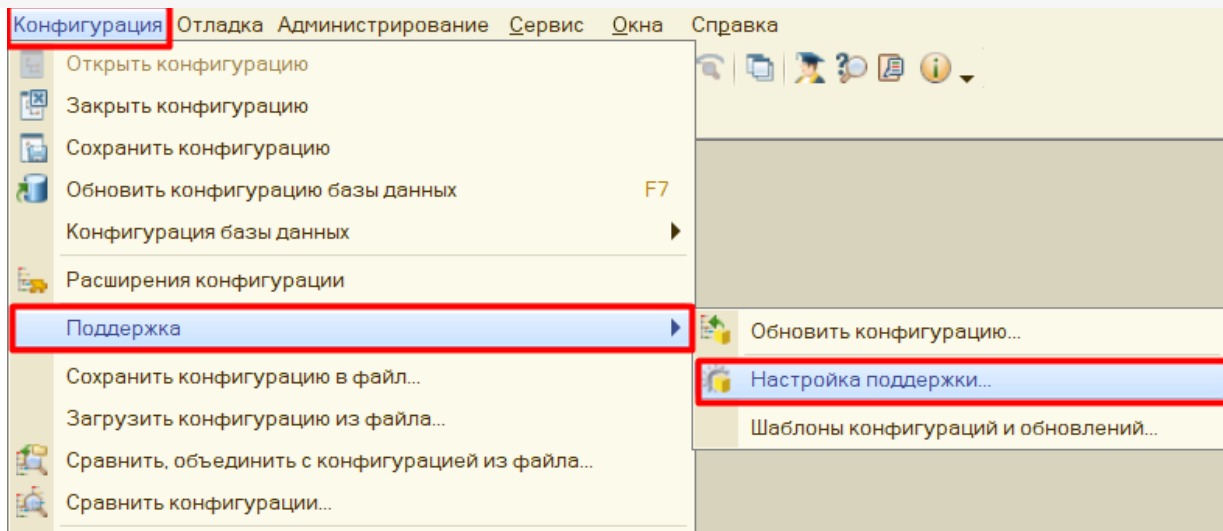 Конфигурация Отладка Администрирование Сервис Окна Справка
Открыть конфигурацию
Закрыть конфигурацию
Сохранить конфигурацию
Обновить конфигурацию базы данных F7
Конфигурация базы данных
Расширения конфигурации
Поддержка
Обновить конфигурацию...
Настройка поддержки...
Шаблоны конфигураций и обновлений...
Сохранить конфигурацию в файл...
Загрузить конфигурацию из файла...
Сравнить, объединить с конфигурацией из файла...
Сравнить конфигурации...